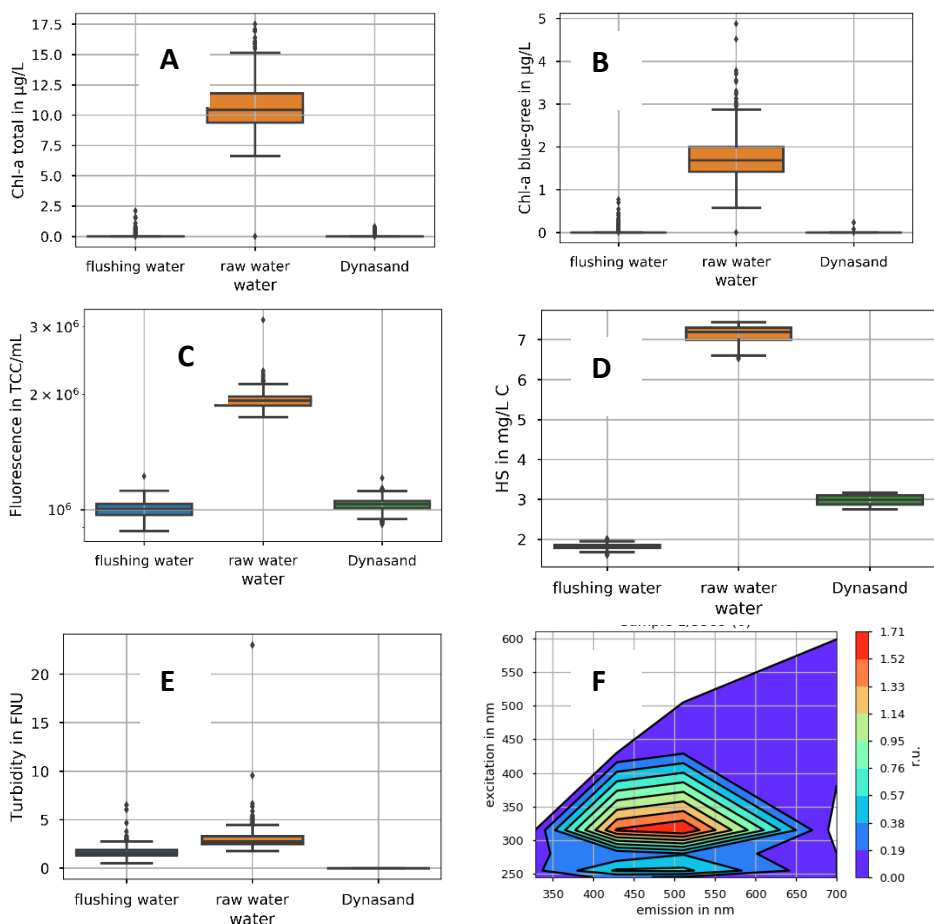 A
Chl-a total in µg/L
17.5
15.0
12.5
10.0
7.5
5.0
2.5
0.0
flushing water raw water Dynasand
water
B
Chl-a blue-gree in µg/L
5
4
3
2
1
0
flushing water raw water Dynasand
water
C
Fluorescence in TCC/mL
3 × 10⁶
2 × 10⁶
10⁶
flushing water raw water Dynasand
water
D
HS in mg/L C
7
6
5
4
3
2
flushing water raw water Dynasand
water
E
Turbidity in FNU
20
15
10
5
0
flushing water raw water Dynasand
water
F
excitation in nm
600
550
500
450
400
350
300
250
350 400 450 500 550 600 650 700
emission in nm
1.71
1.52
1.33
1.14
0.95
0.76
0.57
0.38
0.19
0.00
r.u.